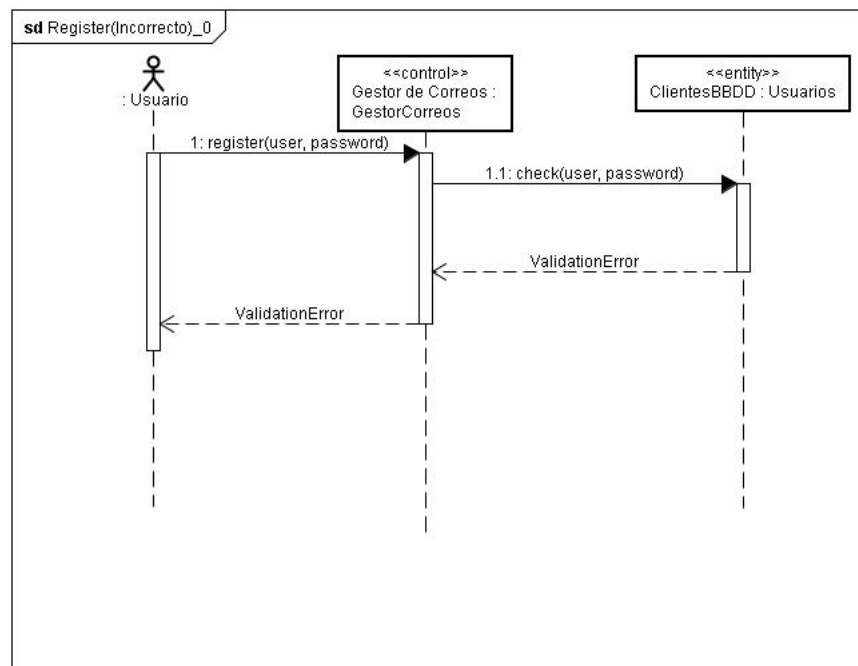 sd Register(Incorrecto)_0
: Usuario
<<control>>
Gestor de Correos :
GestorCorreos
<<entity>>
ClientesBBDD : Usuarios
1: register(user, password)
1.1: check(user, password)
ValidationError
ValidationError